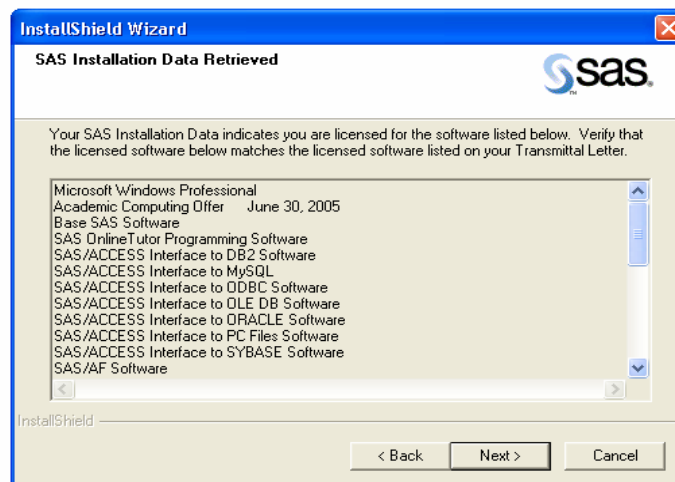 InstallShield Wizard
SAS Installation Data Retrieved
sas.
TM
Your SAS Installation Data indicates you are licensed for the software listed below. Verify that
the licensed software below matches the licensed software listed on your Transmittal Letter.
Microsoft Windows Professional
Academic Computing Offer June 30, 2005
Base SAS Software
SAS OnlineTutor Programming Software
SAS/ACCESS Interface to DB2 Software
SAS/ACCESS Interface to MySQL
SAS/ACCESS Interface to ODBC Software
SAS/ACCESS Interface to OLE DB Software
SAS/ACCESS Interface to ORACLE Software
SAS/ACCESS Interface to PC Files Software
SAS/ACCESS Interface to SYBASE Software
SAS/AF Software
InstallShield
< Back Next > Cancel